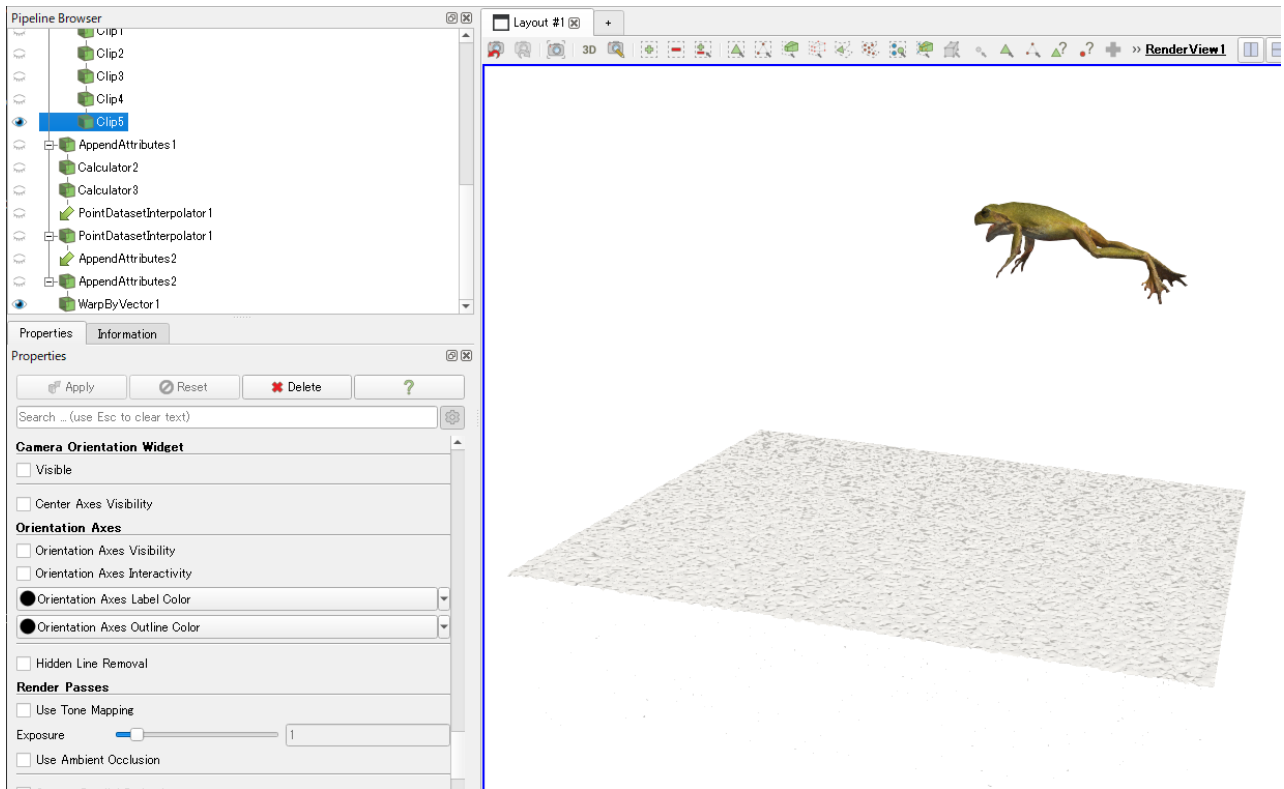 Pipeline Browser
Layout #1
+
Clip1
3D
» RenderView1
Clip2
Clip3
Clip4
Clip5
AppendAttributes1
Calculator2
Calculator3
PointDatasetInterpolator1
PointDatasetInterpolator1
AppendAttributes2
AppendAttributes2
WarpByVector1
Properties Information
Properties
Apply Reset Delete ?
Search ... (use Esc to clear text)
Camera Orientation Widget
Visible
Center Axes Visibility
Orientation Axes
Orientation Axes Visibility
Orientation Axes Interactivity
Orientation Axes Label Color
Orientation Axes Outline Color
Hidden Line Removal
Render Passes
Use Tone Mapping
Exposure 1
Use Ambient Occlusion